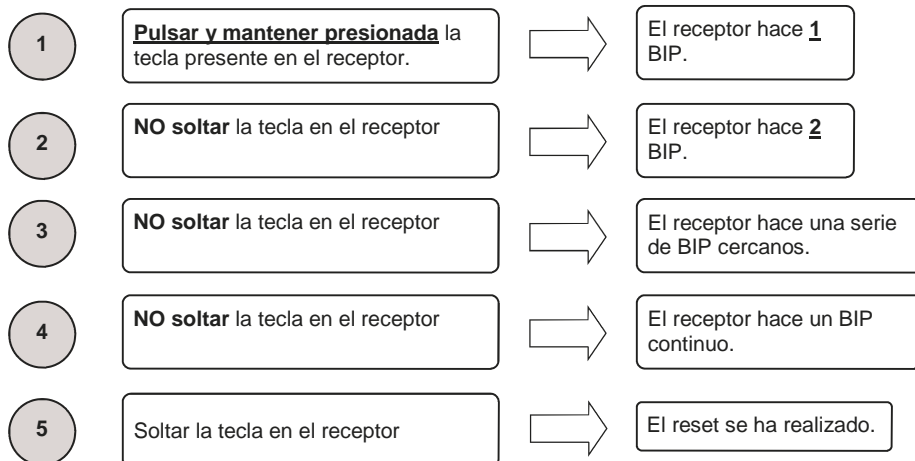 1
Pulsar y mantener presionada la
tecla presente en el receptor.
El receptor hace 1
BIP.
2
NO soltar la tecla en el receptor
El receptor hace 2
BIP.
3
NO soltar la tecla en el receptor
El receptor hace una serie
de BIP cercanos.
4
NO soltar la tecla en el receptor
El receptor hace un BIP
continuo.
5
Soltar la tecla en el receptor
El reset se ha realizado.